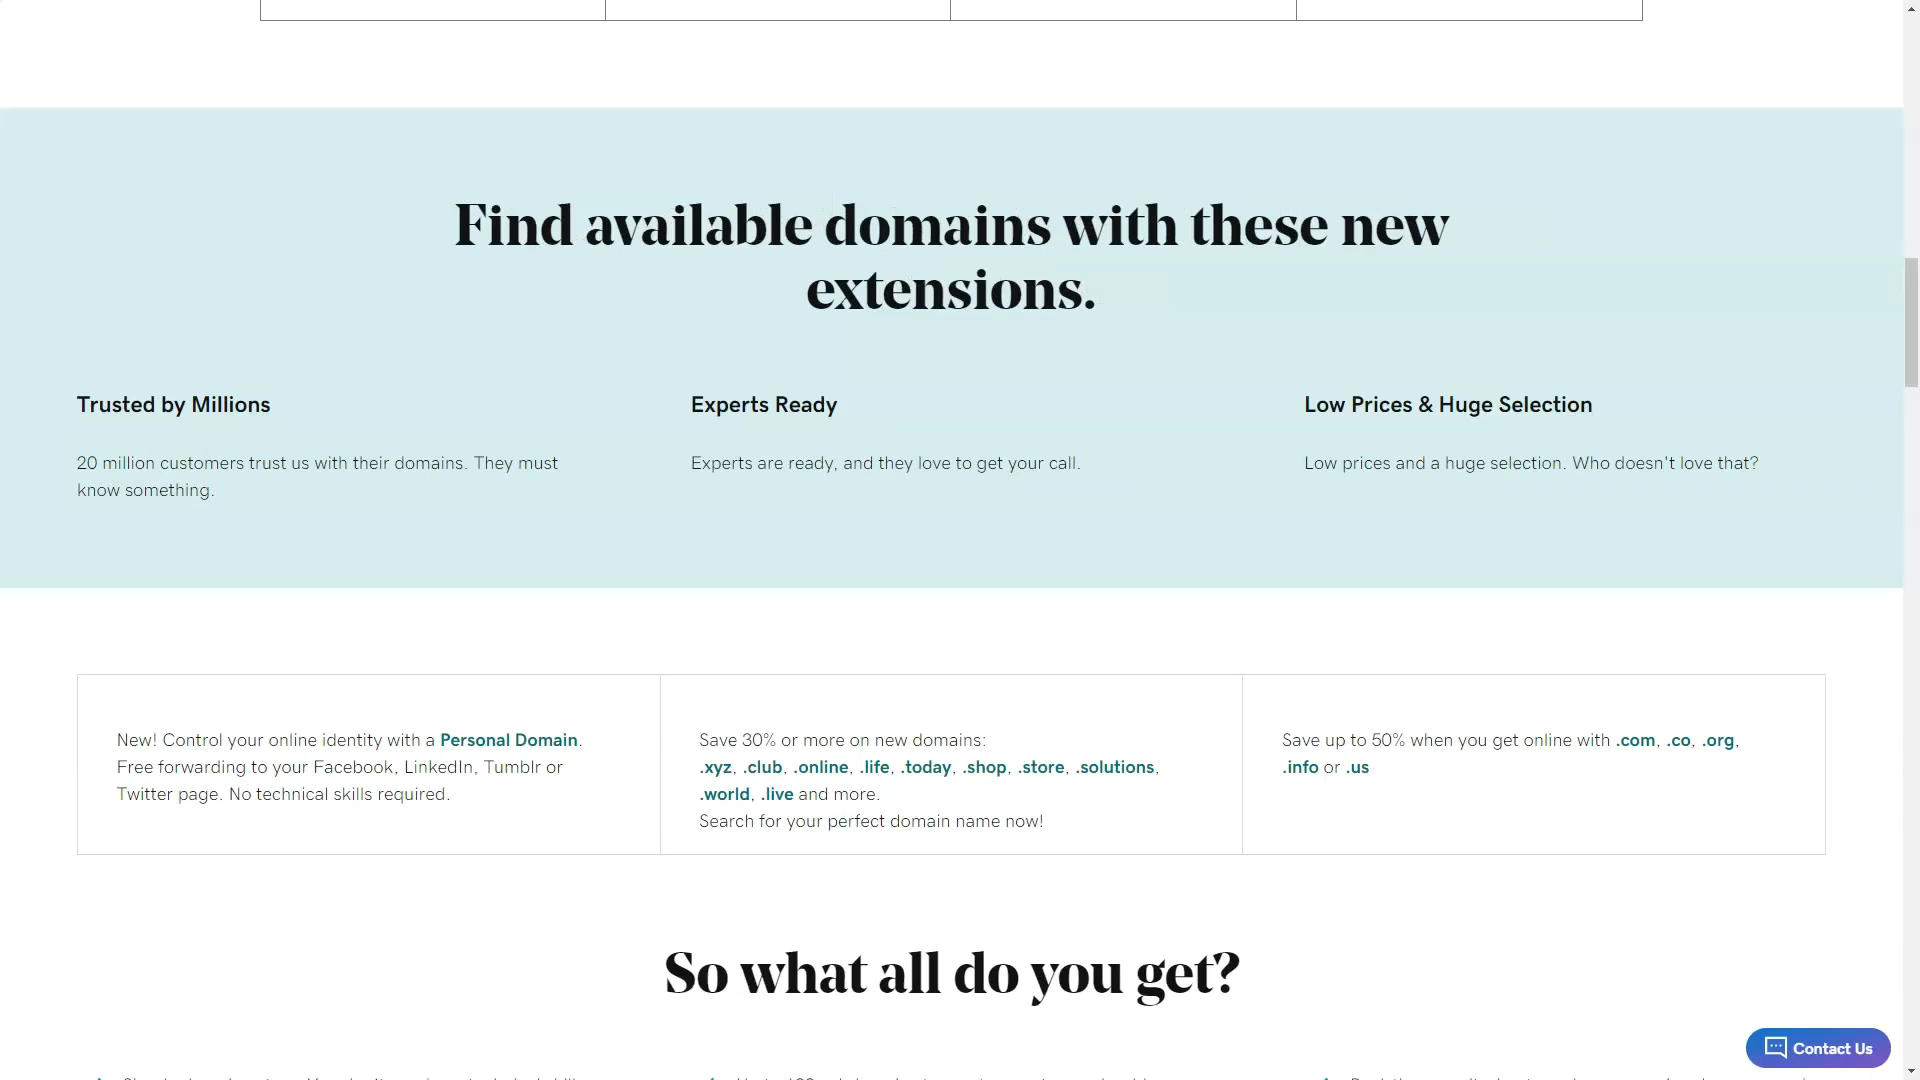 Find available domains with these new
extensions.
Trusted by Millions
20 million customers trust us with their domains. They must
know something.
Experts Ready
Experts are ready, and they love to get your call.
Low Prices & Huge Selection
Low prices and a huge selection. Who doesn't love that?
New! Control your online identity with a Personal Domain.
Free forwarding to your Facebook, LinkedIn, Tumblr or
Twitter page. No technical skills required.
Save 30% or more on new domains:
.xyz, .club, .online, .life, .today, .shop, .store, .solutions,
.world, .live and more.
Search for your perfect domain name now!
Save up to 50% when you get online with .com, .co, .org,
.info or .us
So what all do you get?
Contact Us